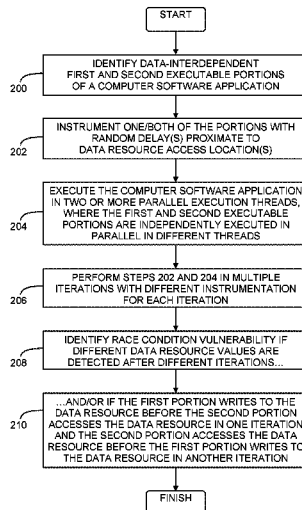 START
IDENTIFY DATA-INTERDEPENDENT
FIRST AND SECOND EXECUTABLE PORTIONS
OF A COMPUTER SOFTWARE APPLICATION
200
INSTRUMENT ONE/BOTH OF THE PORTIONS WITH
RANDOM DELAY(S) PROXIMATE TO
DATA RESOURCE ACCESS LOCATION(S)
202
EXECUTE THE COMPUTER SOFTWARE APPLICATION
IN TWO OR MORE PARALLEL EXECUTION THREADS,
WHERE THE FIRST AND SECOND EXECUTABLE
PORTIONS ARE INDEPENDENTLY EXECUTED IN
PARALLEL IN DIFFERENT THREADS
204
PERFORM STEPS 202 AND 204 IN MULTIPLE
ITERATIONS WITH DIFFERENT INSTRUMENTATION
FOR EACH ITERATION
206
IDENTIFY RACE CONDITION VULNERABILITY IF
DIFFERENT DATA RESOURCE VALUES ARE
DETECTED AFTER DIFFERENT ITERATIONS...
208
...AND/OR IF THE FIRST PORTION WRITES TO THE
DATA RESOURCE BEFORE THE SECOND PORTION
ACCESSES THE DATA RESOURCE IN ONE ITERATION
AND THE SECOND PORTION ACCESSES THE DATA
RESOURCE BEFORE THE FIRST PORTION WRITES TO
THE DATA RESOURCE IN ANOTHER ITERATION
210
FINISH